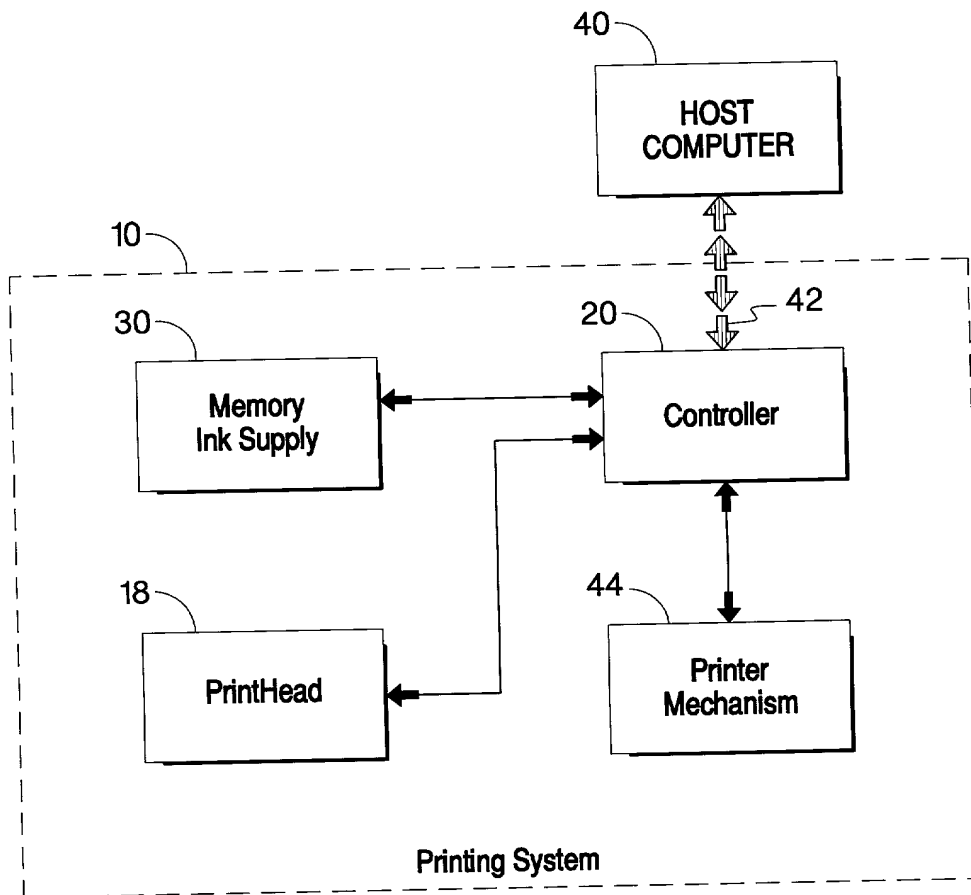 40
HOST
COMPUTER
10
42
30
20
Memory
Ink Supply
Controller
18
44
PrintHead
Printer
Mechanism
Printing System